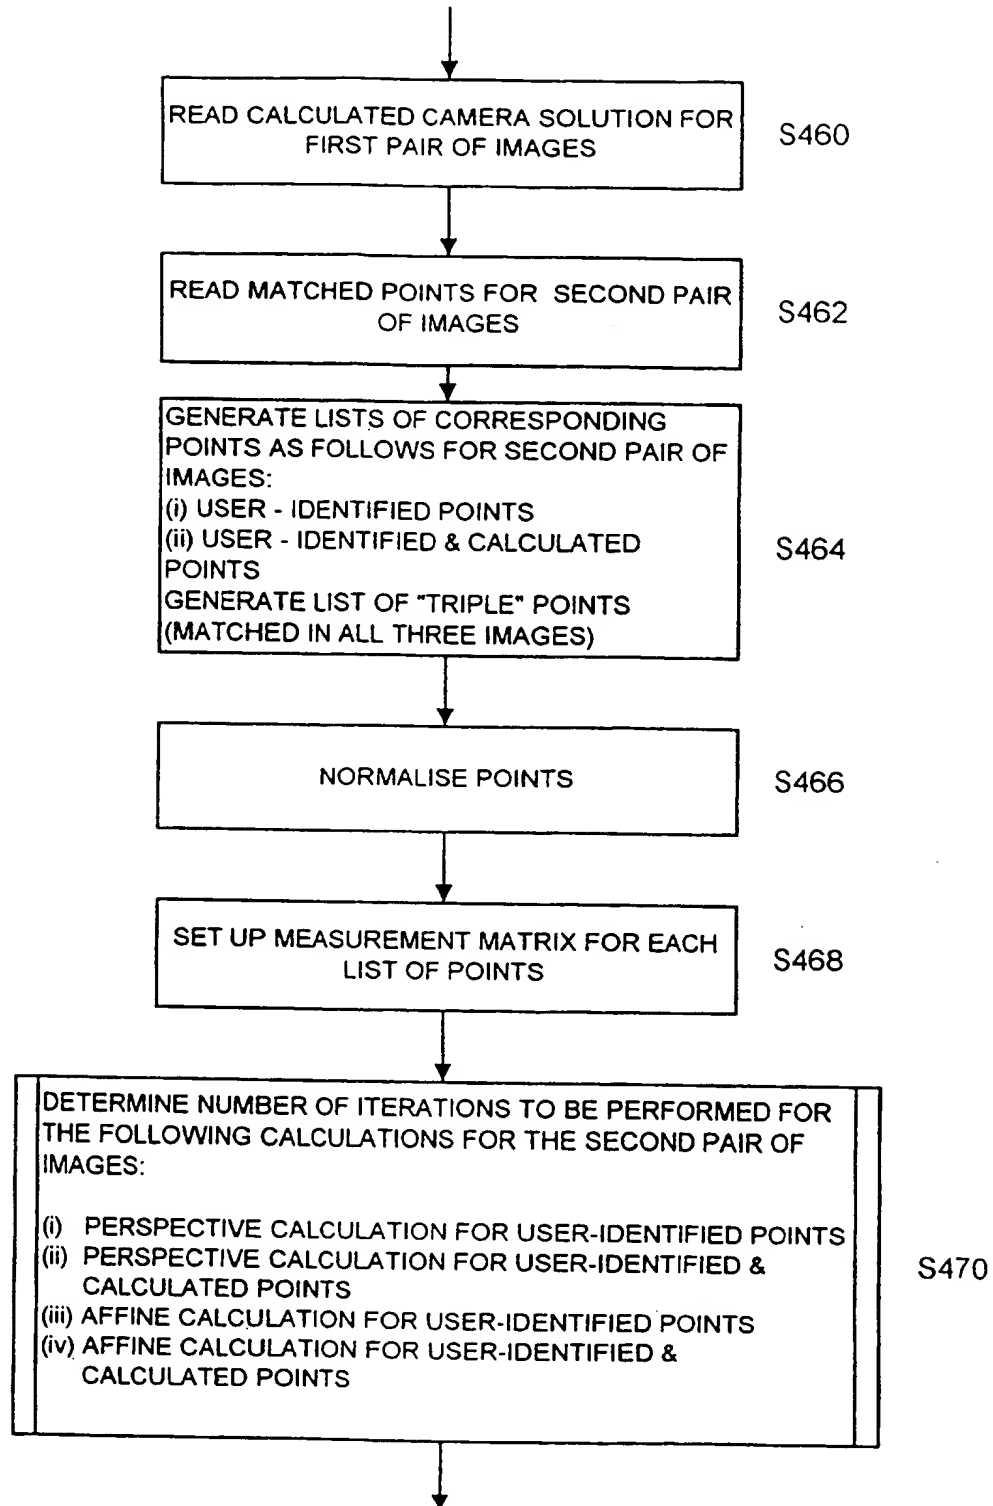 READ CALCULATED CAMERA SOLUTION FOR
FIRST PAIR OF IMAGES
S460
READ MATCHED POINTS FOR SECOND PAIR
OF IMAGES
S462
GENERATE LISTS OF CORRESPONDING
POINTS AS FOLLOWS FOR SECOND PAIR OF
IMAGES:
(i) USER - IDENTIFIED POINTS
(ii) USER - IDENTIFIED & CALCULATED
POINTS
GENERATE LIST OF "TRIPLE" POINTS
(MATCHED IN ALL THREE IMAGES)
S464
NORMALISE POINTS
S466
SET UP MEASUREMENT MATRIX FOR EACH
LIST OF POINTS
S468
DETERMINE NUMBER OF ITERATIONS TO BE PERFORMED FOR
THE FOLLOWING CALCULATIONS FOR THE SECOND PAIR OF
IMAGES:
(i) PERSPECTIVE CALCULATION FOR USER-IDENTIFIED POINTS
(ii) PERSPECTIVE CALCULATION FOR USER-IDENTIFIED &
CALCULATED POINTS
(iii) AFFINE CALCULATION FOR USER-IDENTIFIED POINTS
(iv) AFFINE CALCULATION FOR USER-IDENTIFIED &
CALCULATED POINTS
S470